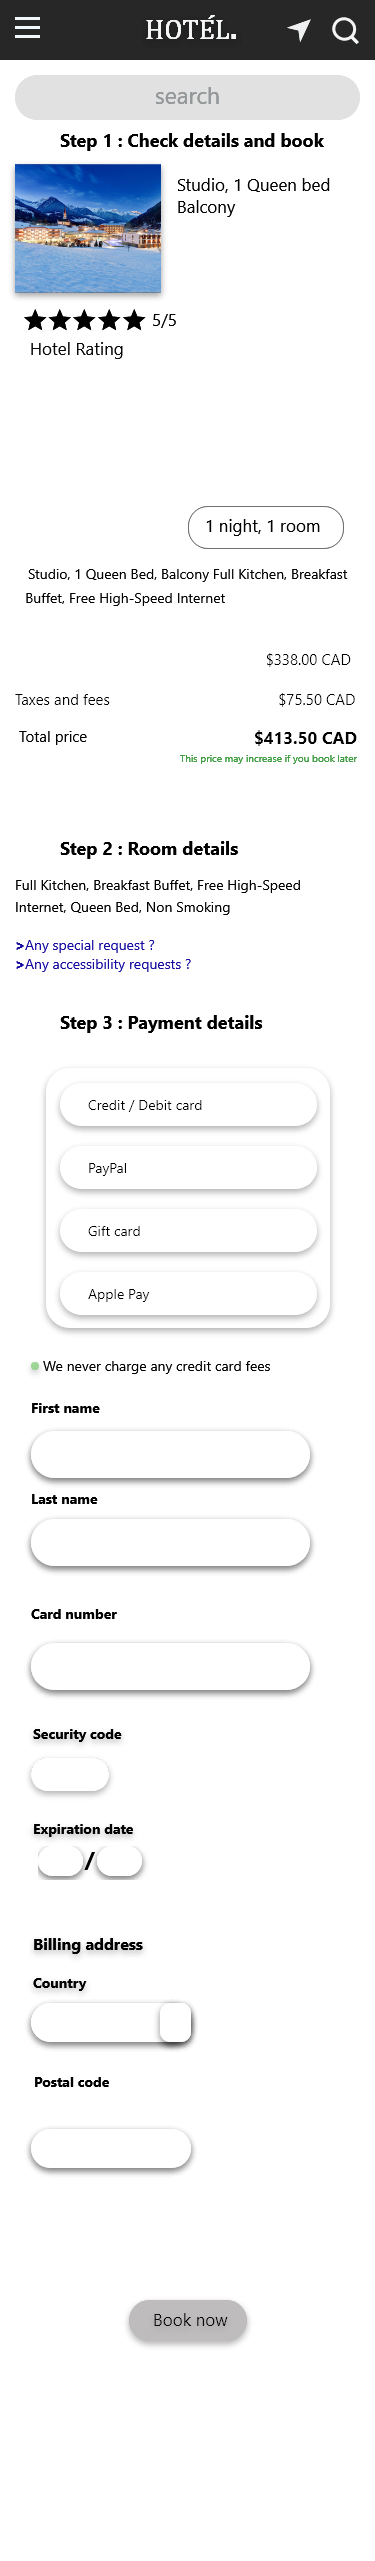 HOTÉL.
search
Step 1 : Check details and book
Studio, 1 Queen bed
Balcony
5/5
Hotel Rating
1 night, 1 room
Studio, 1 Queen Bed, Balcony Full Kitchen, Breakfast
Buffet, Free High-Speed Internet
$338.00 CAD
Taxes and fees $75.50 CAD
Total price $413.50 CAD
This price may increase if you book later
Step 2 : Room details
Full Kitchen, Breakfast Buffet, Free High-Speed
Internet, Queen Bed, Non Smoking
>Any special request ?
>Any accessibility requests ?
Step 3 : Payment details
Credit / Debit card
PayPal
Gift card
Apple Pay
We never charge any credit card fees
First name
Last name
Card number
Security code
Expiration date
/
Billing address
Country
Postal code
Book now